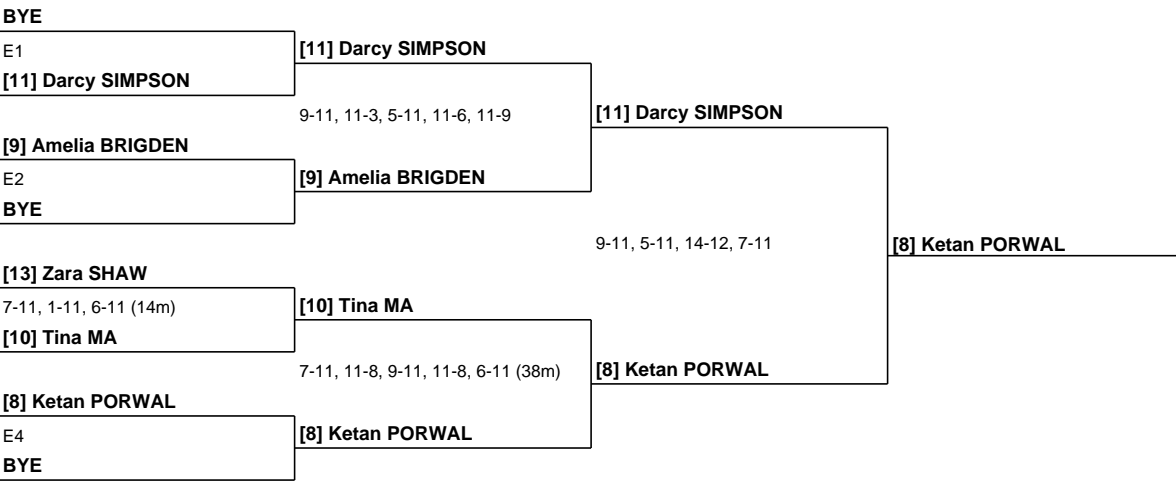 BYE
E1
[11] Darcy SIMPSON
[9] Amelia BRIGDEN
E2
BYE
[13] Zara SHAW
7-11, 1-11, 6-11 (14m)
[10] Tina MA
[8] Ketan PORWAL
E4
BYE
[11] Darcy SIMPSON
9-11, 11-3, 5-11, 11-6, 11-9
[9] Amelia BRIGDEN
[10] Tina MA
7-11, 11-8, 9-11, 11-8, 6-11 (38m)
[8] Ketan PORWAL
[11] Darcy SIMPSON
9-11, 5-11, 14-12, 7-11
[8] Ketan PORWAL
[8] Ketan PORWAL